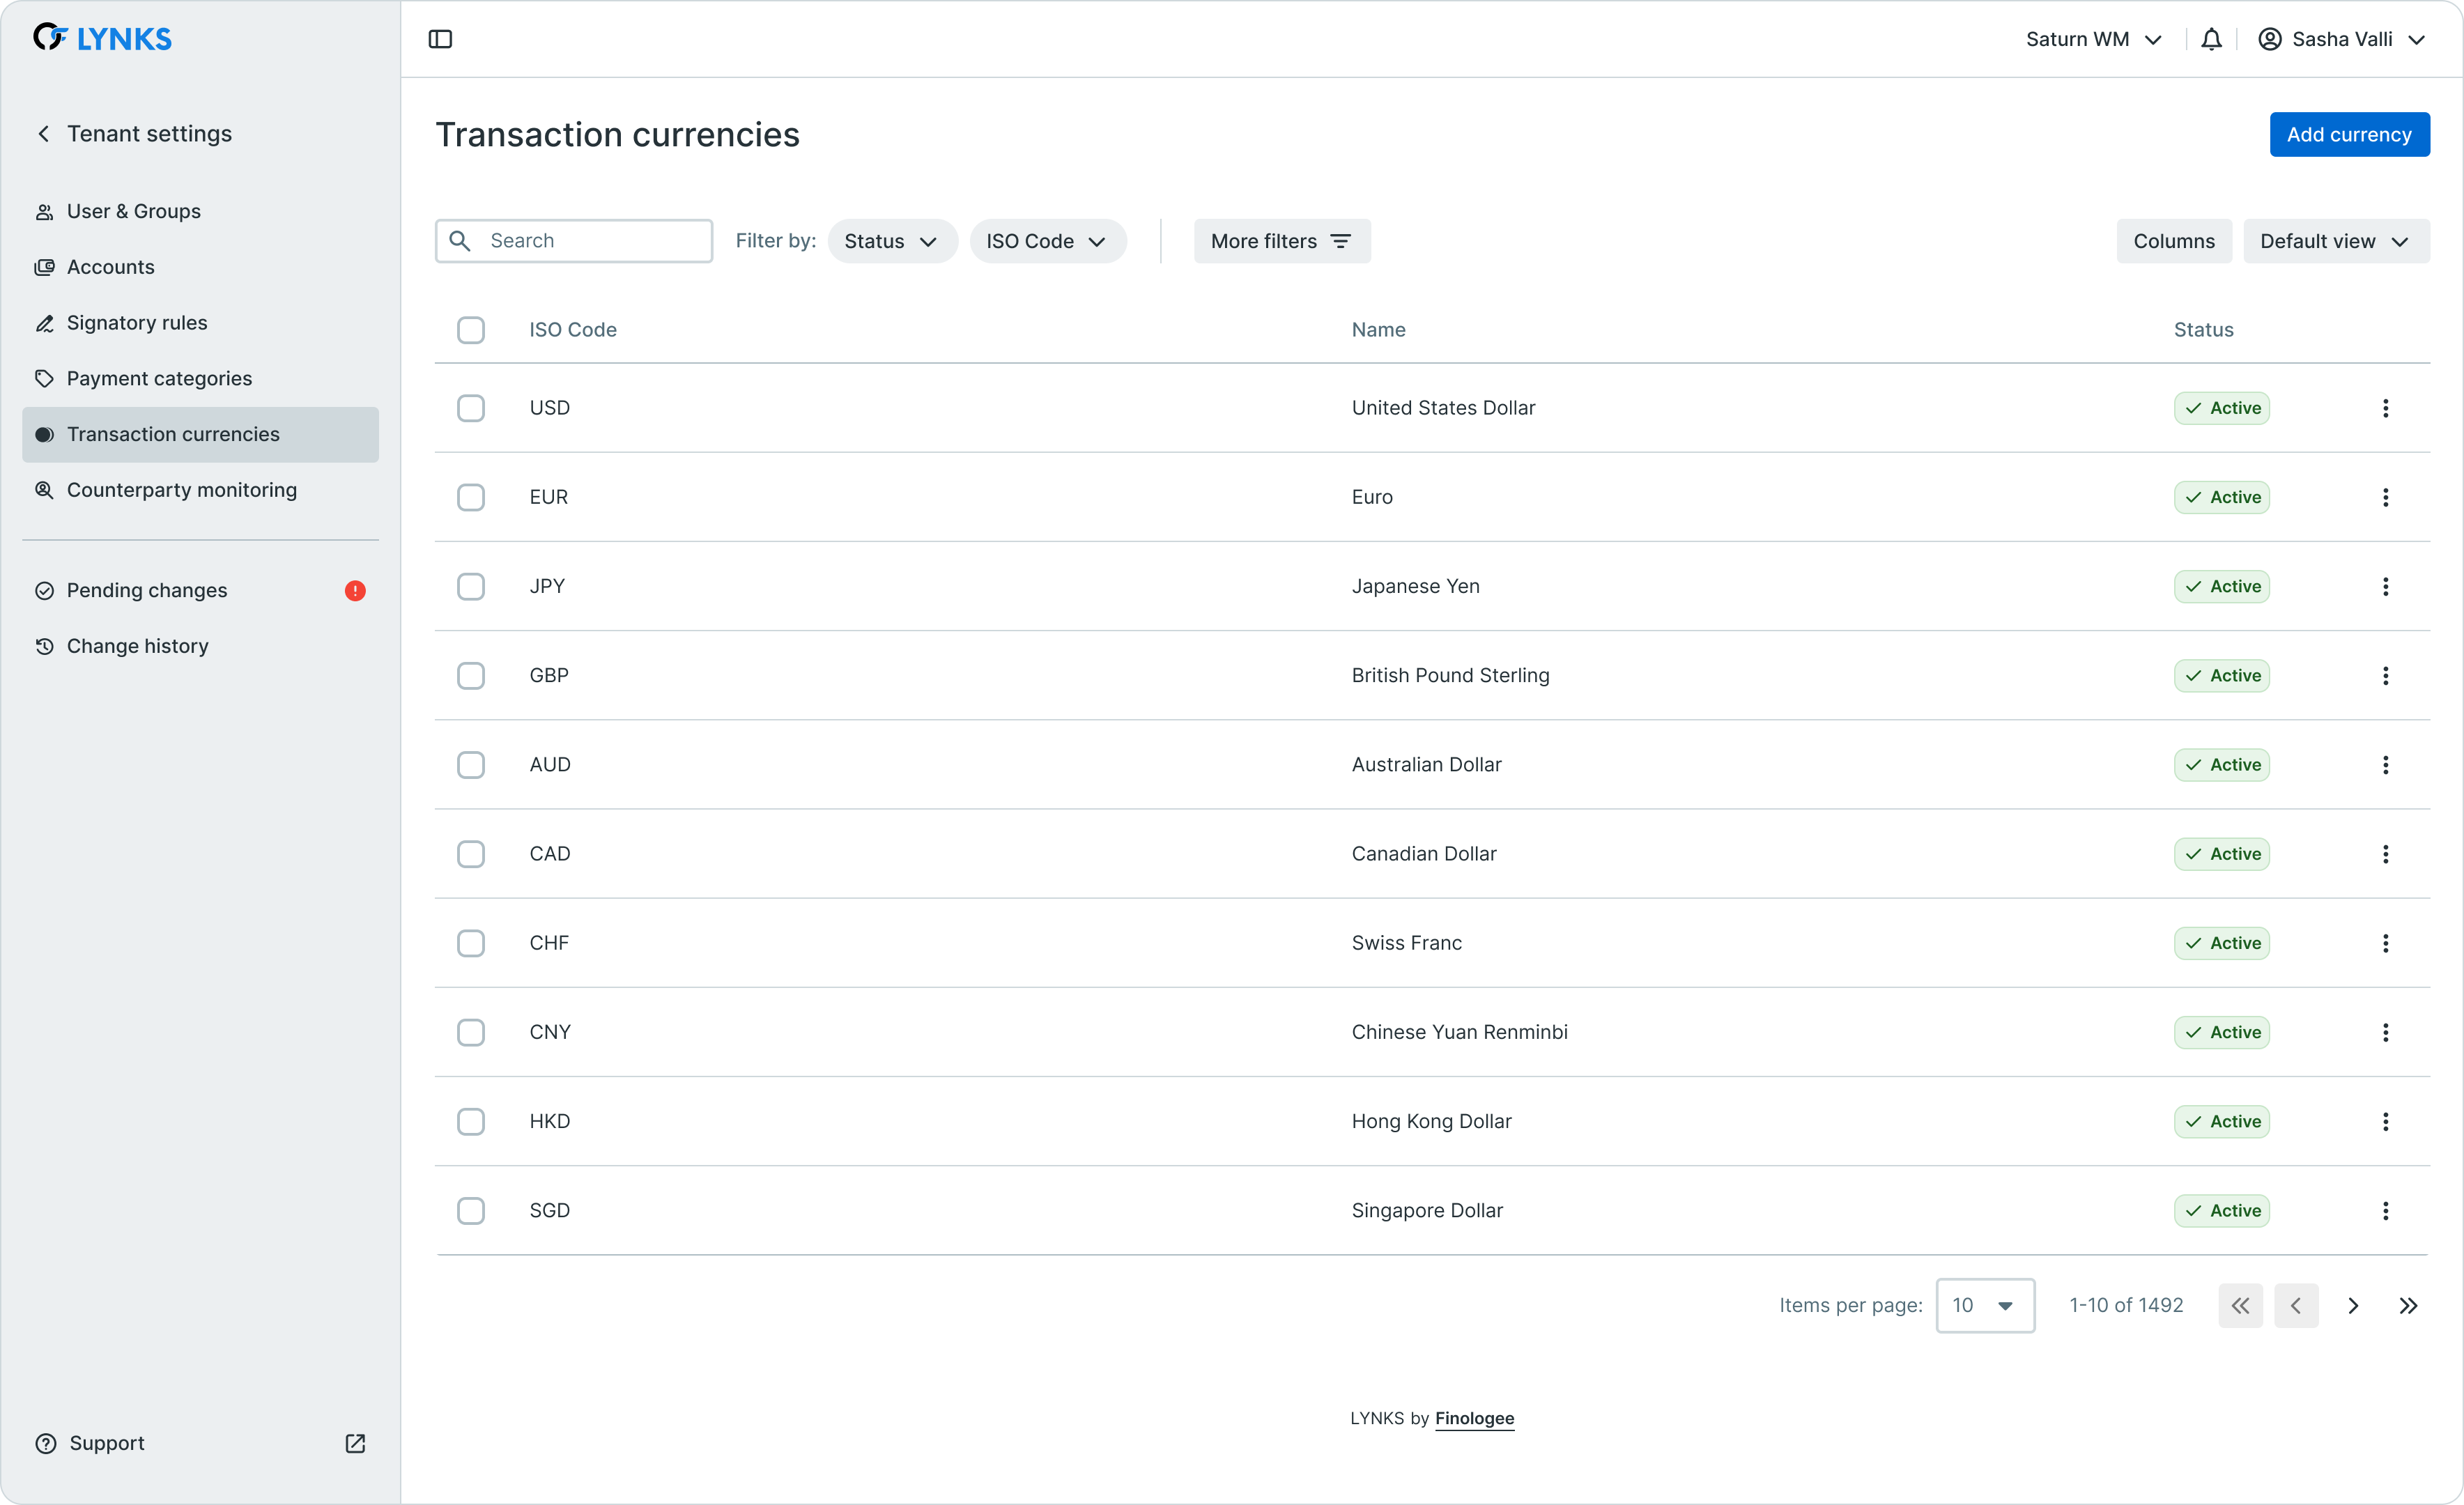 LYNKS
Saturn WM
Sasha Valli
Tenant settings
User & Groups
Accounts
Signatory rules
Payment categories
Transaction currencies
Counterparty monitoring
Pending changes
Change history
Support
Transaction currencies
Add currency
Search
Filter by:
Status
ISO Code
More filters
Columns
Default view
ISO Code Name Status
USD United States Dollar Active
EUR Euro Active
JPY Japanese Yen Active
GBP British Pound Sterling Active
AUD Australian Dollar Active
CAD Canadian Dollar Active
CHF Swiss Franc Active
CNY Chinese Yuan Renminbi Active
HKD Hong Kong Dollar Active
SGD Singapore Dollar Active
Items per page: 10 1-10 of 1492
LYNKS by Finologee